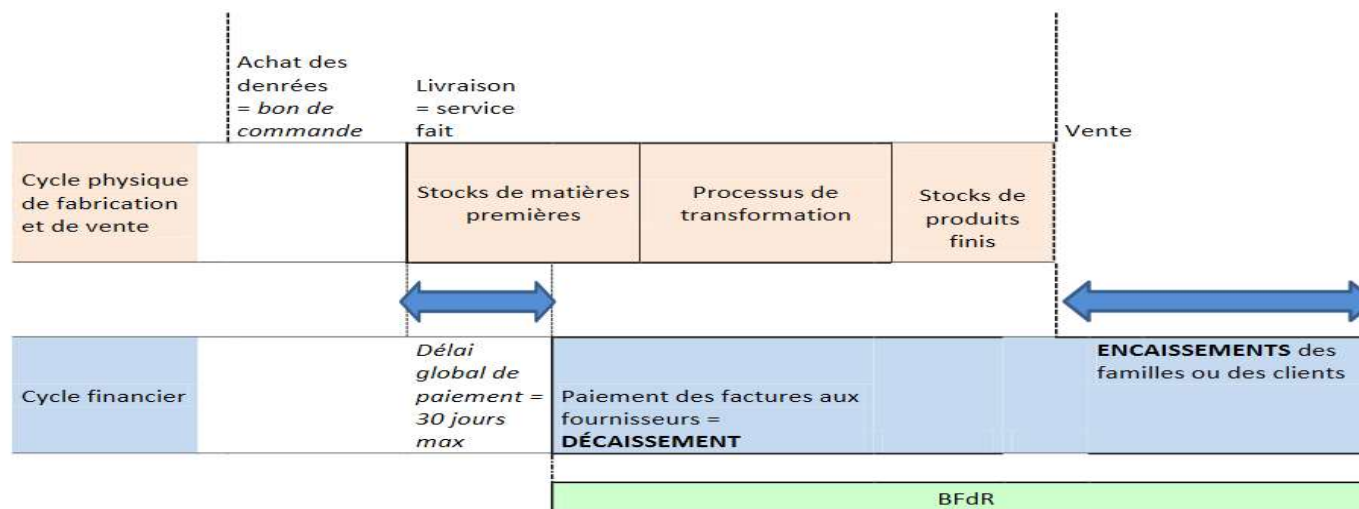 Achat des
denrées
= bon de
commande
Livraison
= service
fait
Vente
Cycle physique
de fabrication
et de vente
Stocks de matières
premières
Processus de
transformation
Stocks de
produits
finis
Cycle financier
Délai
global de
paiement =
30 jours
max
Paiement des factures aux
fournisseurs =
DÉCAISSEMENT
ENCAISSEMENTS des
familles ou des clients
BFdR